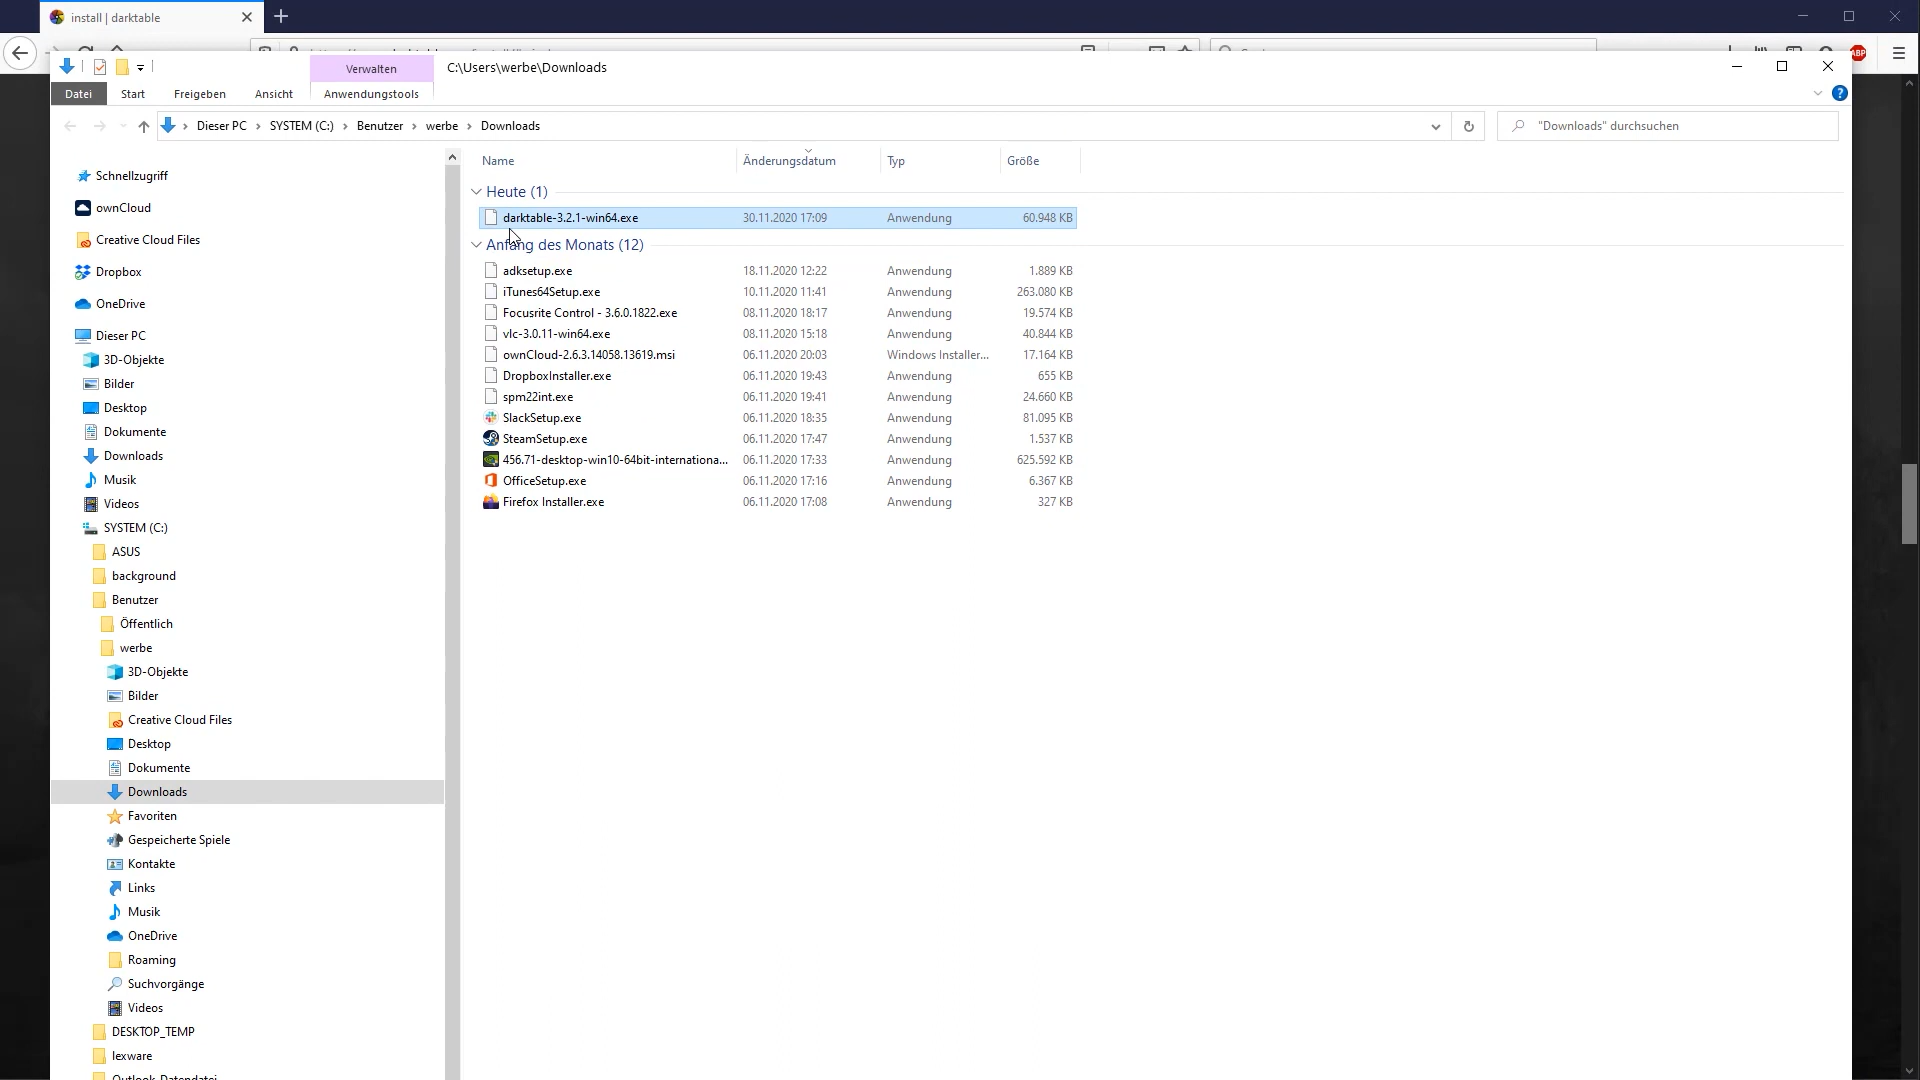 install | darktable
Verwalten
C:\Users\werbe\Downloads
Datei
Start
Freigeben
Ansicht
Anwendungstools
Dieser PC
SYSTEM (C:)
Benutzer
werbe
Downloads
"Downloads" durchsuchen
ABP
Name
Änderungsdatum
Typ
Größe
Heute (1)
darktable-3.2.1-win64.exe 30.11.2020 17:09 Anwendung 60.948 KB
Anfang des Monats (12)
adksetup.exe 18.11.2020 12:22 Anwendung 1.889 KB
iTunes64Setup.exe 10.11.2020 11:41 Anwendung 263.080 KB
Focusrite Control - 3.6.0.1822.exe 08.11.2020 18:17 Anwendung 19.574 KB
vlc-3.0.11-win64.exe 08.11.2020 15:18 Anwendung 40.844 KB
ownCloud-2.6.3.14058.13619.msi 06.11.2020 20:03 Windows Installer... 17.164 KB
DropboxInstaller.exe 06.11.2020 19:43 Anwendung 655 KB
spm22int.exe 06.11.2020 19:41 Anwendung 24.660 KB
SlackSetup.exe 06.11.2020 18:35 Anwendung 81.095 KB
SteamSetup.exe 06.11.2020 17:47 Anwendung 1.537 KB
456.71-desktop-win10-64bit-internationa... 06.11.2020 17:33 Anwendung 625.592 KB
OfficeSetup.exe 06.11.2020 17:16 Anwendung 6.367 KB
Firefox Installer.exe 06.11.2020 17:08 Anwendung 327 KB
Schnellzugriff
ownCloud
Creative Cloud Files
Dropbox
OneDrive
Dieser PC
3D-Objekte
Bilder
Desktop
Dokumente
Downloads
Musik
Videos
SYSTEM (C:)
ASUS
background
Benutzer
Öffentlich
werbe
3D-Objekte
Bilder
Creative Cloud Files
Desktop
Dokumente
Downloads
Favoriten
Gespeicherte Spiele
Kontakte
Links
Musik
OneDrive
Roaming
Suchvorgänge
Videos
DESKTOP_TEMP
lexware